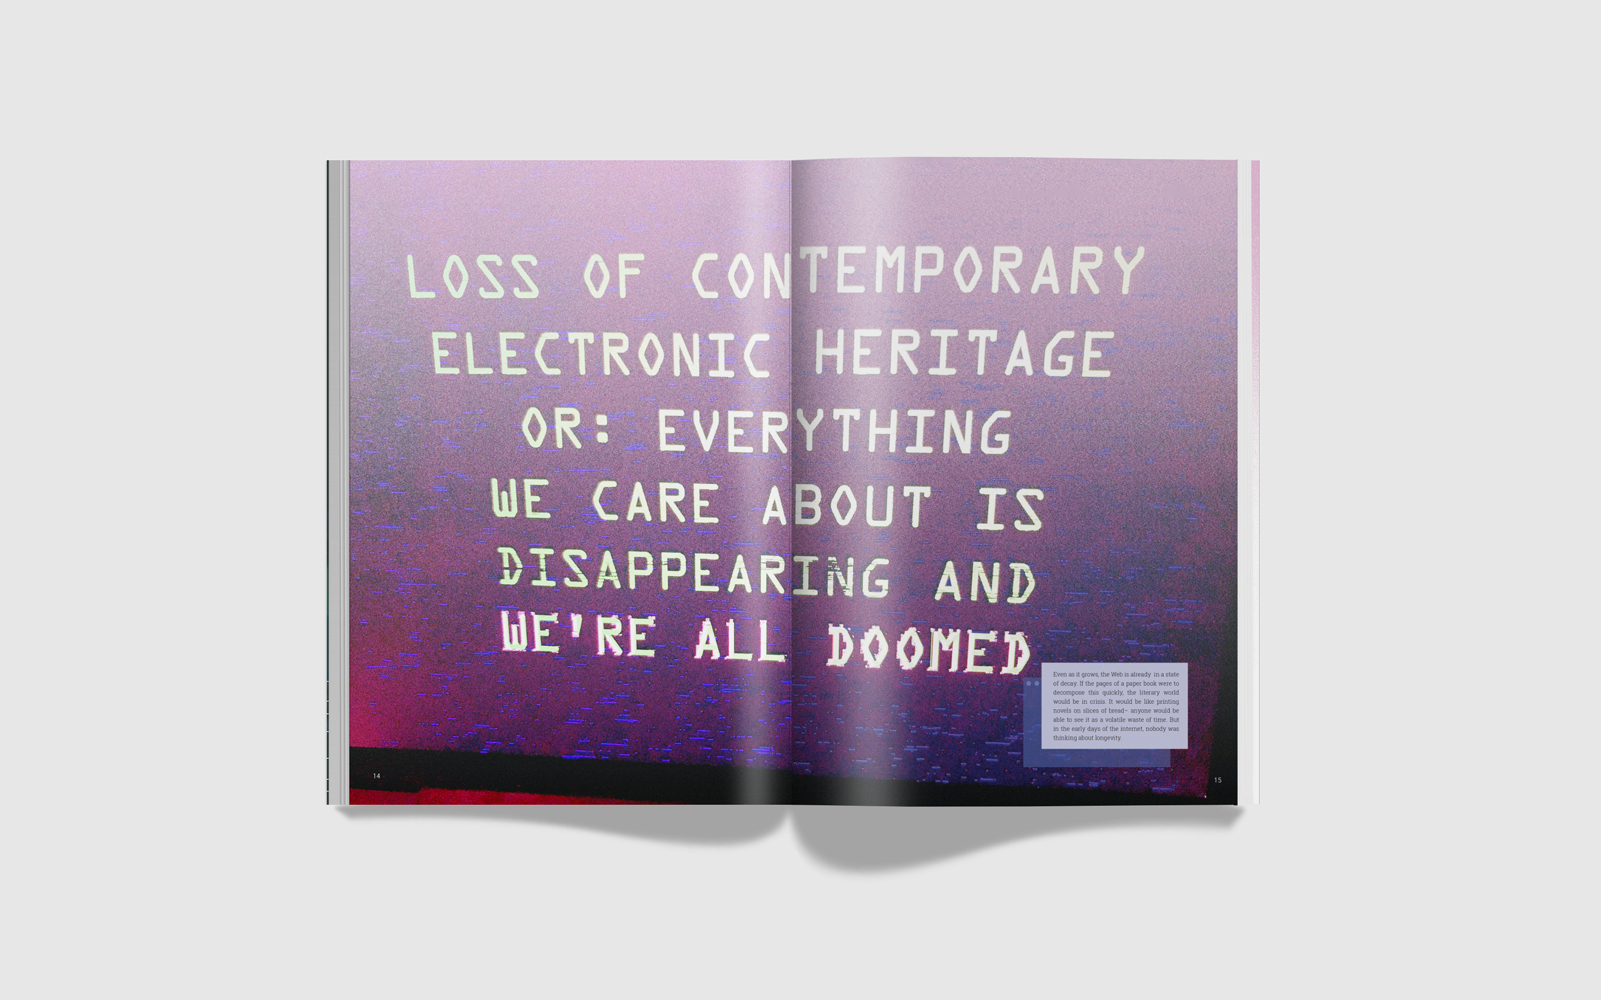 LOSS OF CONTEMPORARY
ELECTRONIC HERITAGE
OR: EVERYTHING
WE CARE ABOUT IS
DISAPPEARING AND
WE'RE ALL DOOMED
Even as it grows, the Web is already in a state
of decay. If the pages of a paper book were to
decompose this quickly, the literary world
would be in crisis. It would be like printing
novels on slices of bread– anyone would be
able to see it as a volatile waste of time. But
in the early days of the internet, nobody was
thinking about longevity.
14
15